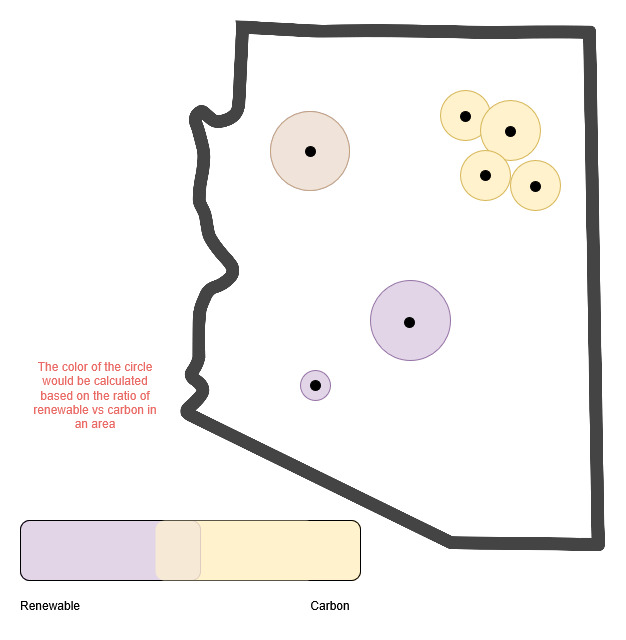 The color of the circle
would be calculated
based on the ratio of
renewable vs carbon in
an area
Renewable
Carbon